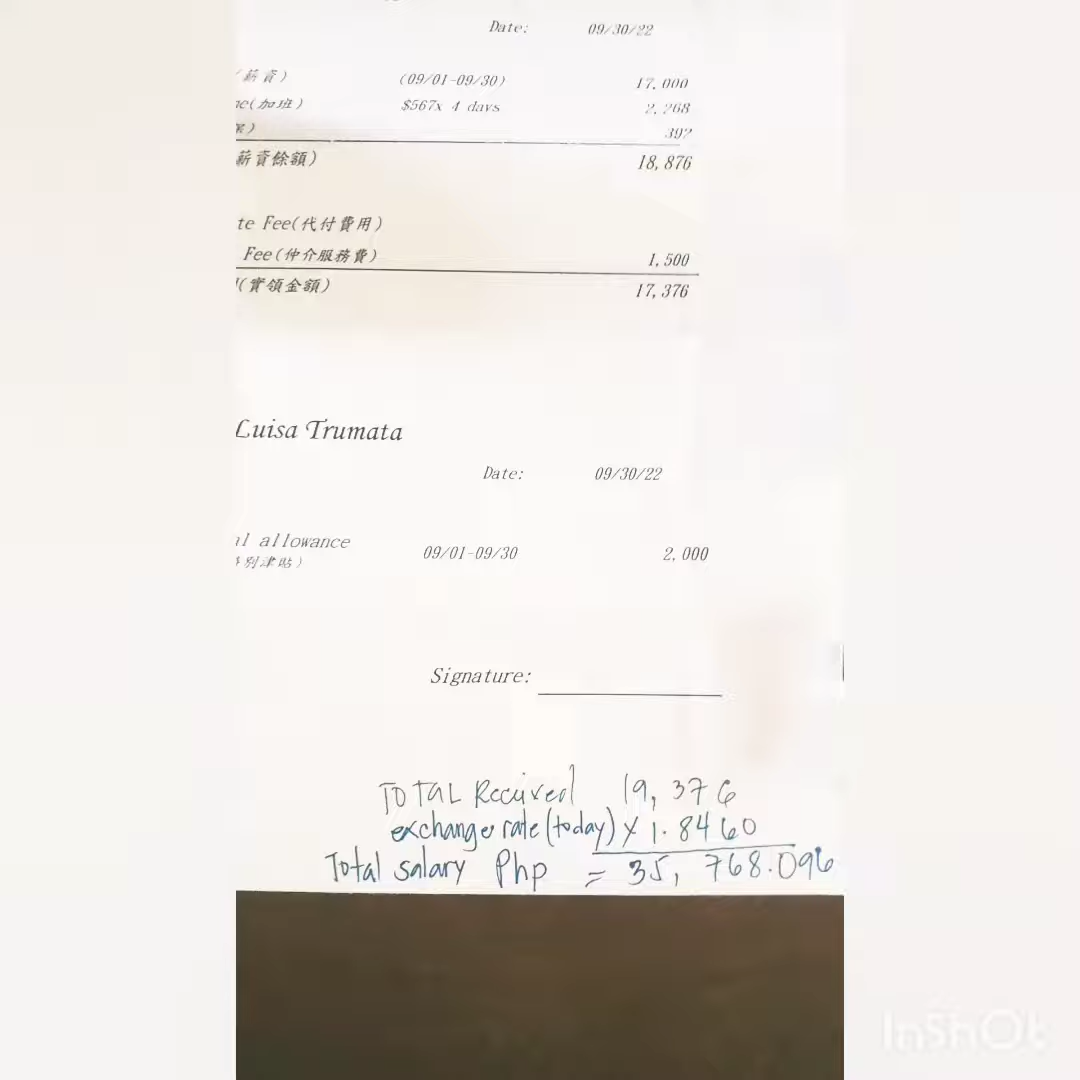 Date: 09/30/22
(薪資) (09/01-09/30) 17,000
ne(加班) $567x 4 days 2,268
) 392
薪資餘額) 18,876
te Fee(代付費用)
Fee(仲介服務費) 1,500
(實領金額) 17,376
Luisa Trumata
Date: 09/30/22
al allowance 09/01-09/30 2,000
別津貼)
Signature:
TOTAL Received 19,376
exchange rate (today) x 1.8460
Total salary Php = 35,768.096
InShOt